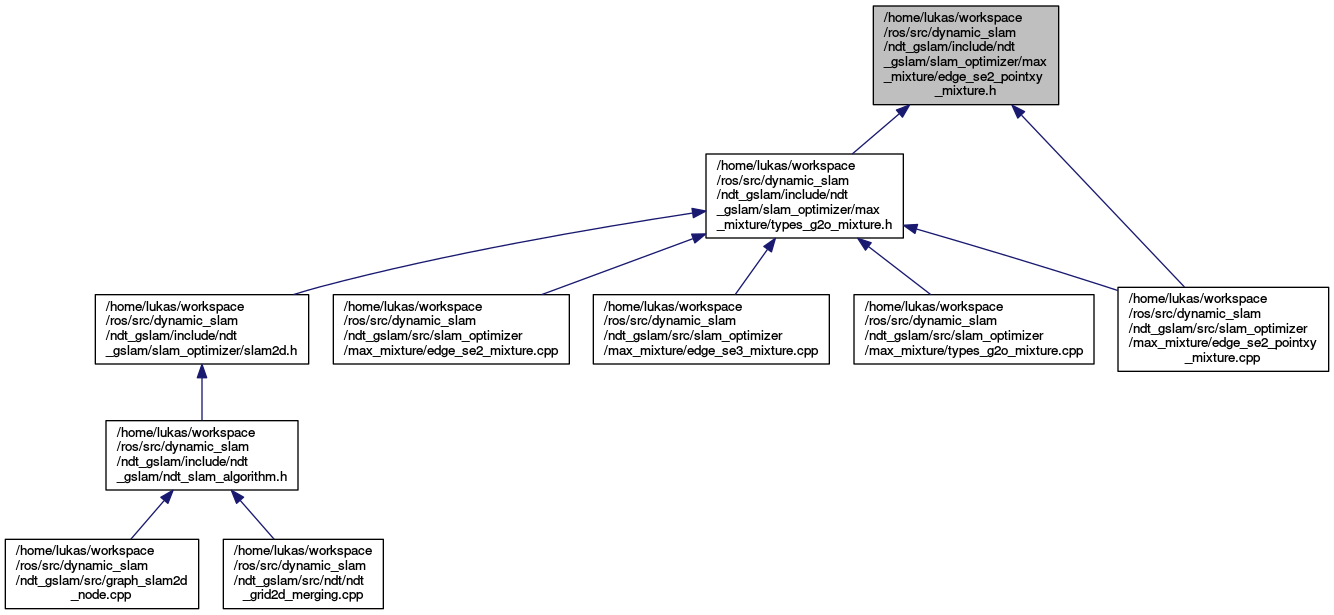 /home/lukas/workspace
/ros/src/dynamic_slam
/ndt_gslam/include/ndt
_gslam/slam_optimizer/max
_mixture/edge_se2_pointxy
_mixture.h
/home/lukas/workspace
/ros/src/dynamic_slam
/ndt_gslam/include/ndt
_gslam/slam_optimizer/max
_mixture/types_g2o_mixture.h
/home/lukas/workspace
/ros/src/dynamic_slam
/ndt_gslam/include/ndt
_gslam/slam_optimizer/slam2d.h
/home/lukas/workspace
/ros/src/dynamic_slam
/ndt_gslam/src/slam_optimizer
/max_mixture/edge_se2_mixture.cpp
/home/lukas/workspace
/ros/src/dynamic_slam
/ndt_gslam/src/slam_optimizer
/max_mixture/edge_se3_mixture.cpp
/home/lukas/workspace
/ros/src/dynamic_slam
/ndt_gslam/src/slam_optimizer
/max_mixture/types_g2o_mixture.cpp
/home/lukas/workspace
/ros/src/dynamic_slam
/ndt_gslam/src/slam_optimizer
/max_mixture/edge_se2_pointxy
_mixture.cpp
/home/lukas/workspace
/ros/src/dynamic_slam
/ndt_gslam/include/ndt
_gslam/ndt_slam_algorithm.h
/home/lukas/workspace
/ros/src/dynamic_slam
/ndt_gslam/src/graph_slam2d
_node.cpp
/home/lukas/workspace
/ros/src/dynamic_slam
/ndt_gslam/src/ndt/ndt
_grid2d_merging.cpp